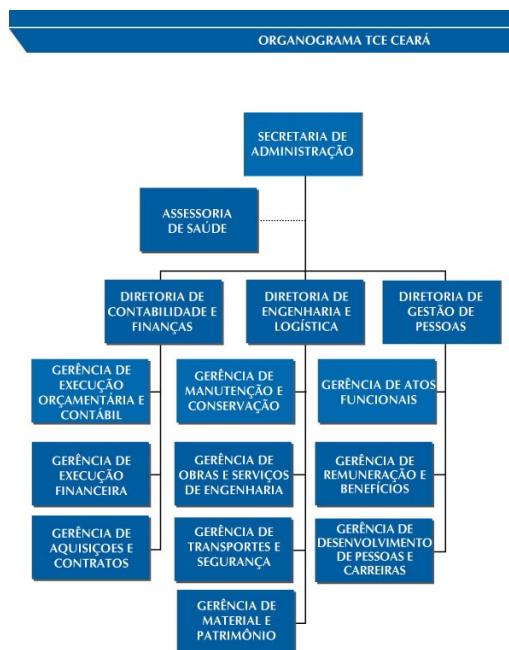 ORGANOGRAMA TCE CEARÁ
SECRETARIA DE
ADMINISTRAÇÃO
ASSESSORIA
DE SAÚDE
DIRETORIA DE
CONTABILIDADE E
FINANÇAS
DIRETORIA DE
ENGENHARIA E
LOGÍSTICA
DIRETORIA DE
GESTÃO DE
PESSOAS
GERÊNCIA DE
EXECUÇÃO
ORÇAMENTÁRIA E
CONTÁBIL
GERÊNCIA DE
MANUTENÇÃO E
CONSERVAÇÃO
GERÊNCIA DE ATOS
FUNCIONAIS
GERÊNCIA DE
EXECUÇÃO
FINANCEIRA
GERÊNCIA DE
OBRAS E SERVIÇOS
DE ENGENHARIA
GERÊNCIA DE
REMUNERAÇÃO E
BENEFÍCIOS
GERÊNCIA DE
AQUISIÇOES E
CONTRATOS
GERÊNCIA DE
TRANSPORTES E
SEGURANÇA
GERÊNCIA DE
DESENVOLVIMENTO
DE PESSOAS E
CARREIRAS
GERÊNCIA DE
MATERIAL E
PATRIMÔNIO